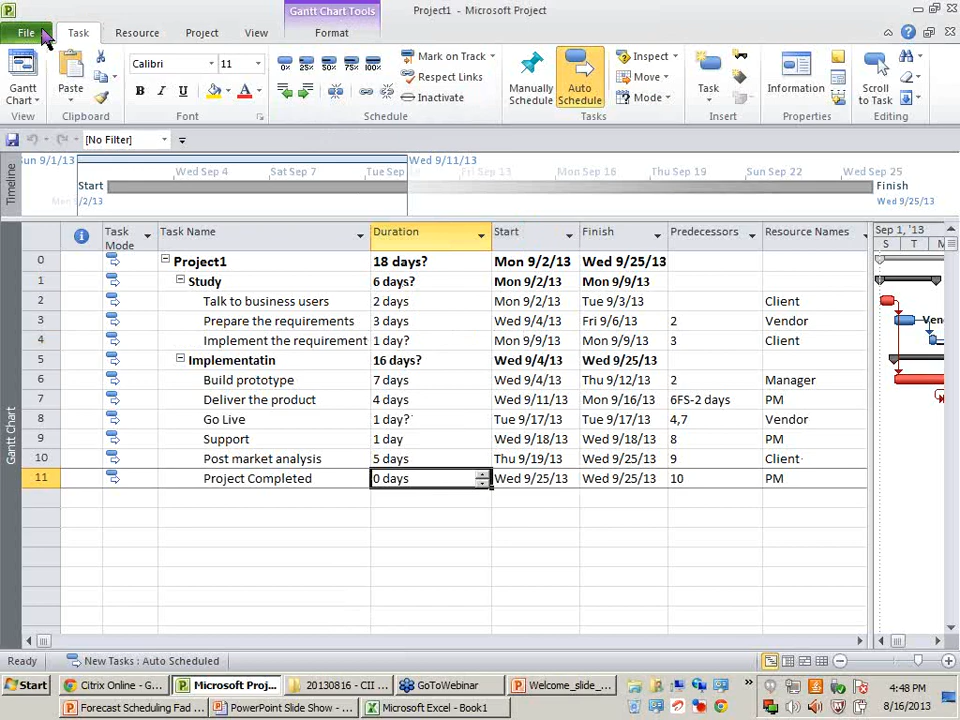 Gantt Chart Tools
Project1 - Microsoft Project
File Task Resource Project View Format
Calibri 11
Gantt Chart
Paste
B I U
0% 25% 50% 75% 100%
Mark on Track
Respect Links
Inactivate
Manually Schedule
Auto Schedule
Inspect
Move
Mode
Task
Information
Scroll to Task
View Clipboard Font Schedule Tasks Insert Properties Editing
[No Filter]
Timeline
Sun 9/1/13 Wed 9/11/13
Wed Sep 4 Sat Sep 7 Tue Sep Fri Sep 13 Mon Sep 16 Thu Sep 19 Sun Sep 22 Wed Sep 25
Start Finish
Mon 9/2/13 Wed 9/25/13
Task Mode Task Name Duration Start Finish Predecessors Resource Names Sep 1, '13
S T W
0 Project1 18 days? Mon 9/2/13 Wed 9/25/13
1 Study 6 days? Mon 9/2/13 Mon 9/9/13
2 Talk to business users 2 days Mon 9/2/13 Tue 9/3/13 Client
3 Prepare the requirements 3 days Wed 9/4/13 Fri 9/6/13 2 Vendor
4 Implement the requirement 1 day? Mon 9/9/13 Mon 9/9/13 3 Client
5 Implementatin 16 days? Wed 9/4/13 Wed 9/25/13
6 Build prototype 7 days Wed 9/4/13 Thu 9/12/13 2 Manager
7 Deliver the product 4 days Wed 9/11/13 Mon 9/16/13 6FS-2 days PM
8 Go Live 1 day? Tue 9/17/13 Tue 9/17/13 4,7 Vendor
9 Support 1 day Wed 9/18/13 Wed 9/18/13 8 PM
10 Post market analysis 5 days Thu 9/19/13 Wed 9/25/13 9 Client
11 Project Completed 0 days Wed 9/25/13 Wed 9/25/13 10 PM
Gantt Chart
Ready New Tasks : Auto Scheduled
Start Citrix Online - G... Microsoft Proj... 20130816 - CII ... GoToWebinar Welcome_slide_...
4:48 PM
Forecast Scheduling Fad ... PowerPoint Slide Show - ... Microsoft Excel - Book1
8/16/2013